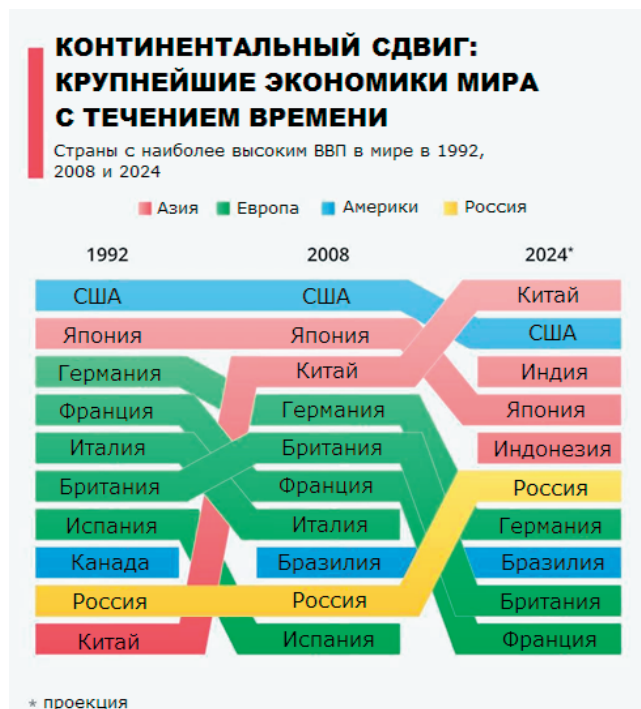 КОНТИНЕНТАЛЬНЫЙ СДВИГ:
КРУПНЕЙШИЕ ЭКОНОМИКИ МИРА
С ТЕЧЕНИЕМ ВРЕМЕНИ
Страны с наиболее высоким ВВП в мире в 1992,
2008 и 2024
Азия Европа Америки Россия
1992 2008 2024*
США США Китай
Япония Япония США
Германия Китай Индия
Франция Германия Япония
Италия Британия Индонезия
Британия Франция Россия
Испания Италия Германия
Канада Бразилия Бразилия
Россия Россия Британия
Китай Испания Франция
* проекция